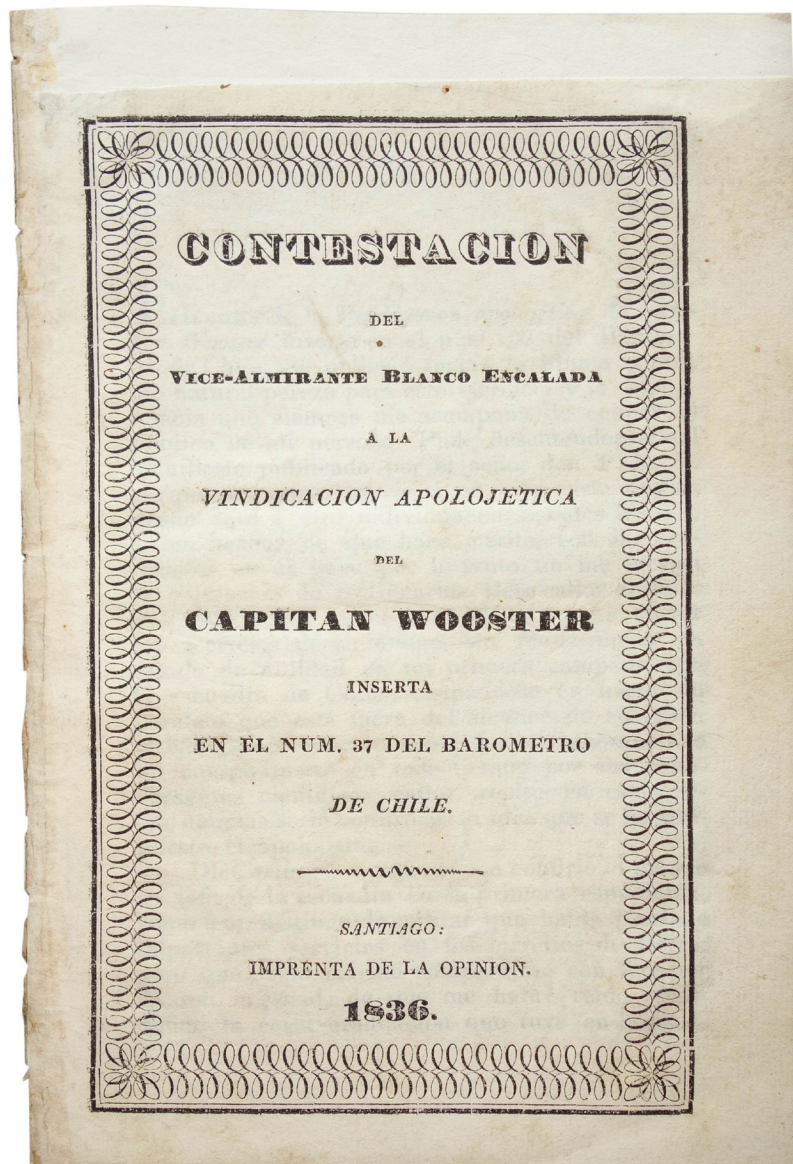 CONTESTACION
DEL
VICE-ALMIRANTE BLANCO ENCALADA
A LA
VINDICACION APOLOJETICA
DEL
CAPITAN WOOSTER
INSERTA
EN EL NUM. 37 DEL BAROMETRO
DE CHILE.
SANTIAGO:
IMPRENTA DE LA OPINION.
1836.